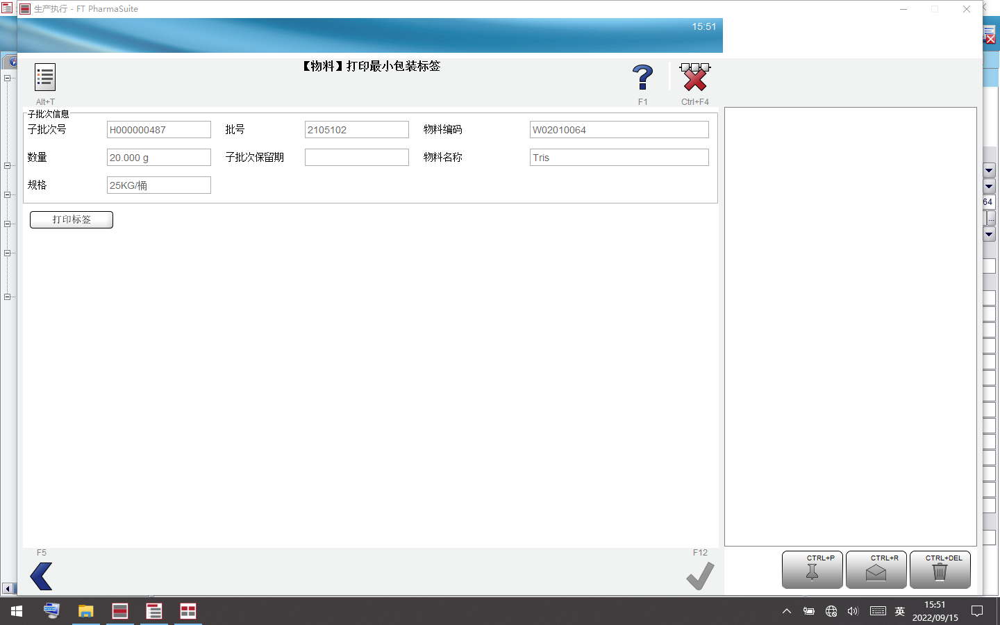 生产执行 - FT PharmaSuite
15:51
【物料】打印最小包装标签
Alt+T
F1
Ctrl+F4
子批次信息
子批次号 H000000487 批号 2105102 物料编码 W02010064
数量 20.000 g 子批次保留期 物料名称 Tris
规格 25KG/桶
打印标签
64
...
F5
F12
CTRL+P
CTRL+R
CTRL+DEL
英
15:51
2022/09/15